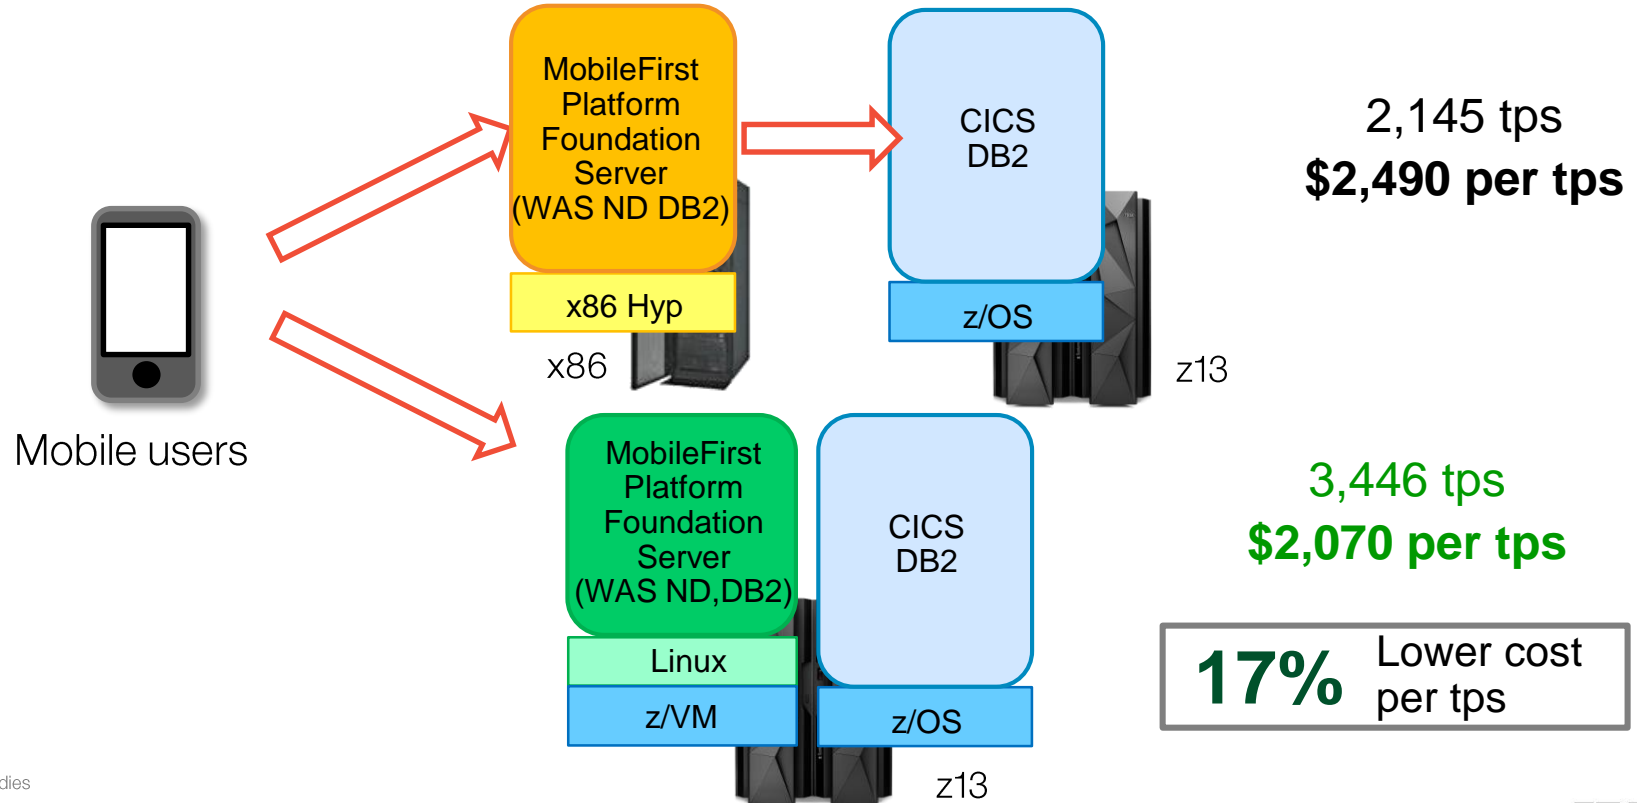 MobileFirst
Platform
Foundation
Server
(WAS ND DB2)
x86 Hyp
x86
CICS
DB2
z/OS
z13
2,145 tps
$2,490 per tps
Mobile users
MobileFirst
Platform
Foundation
Server
(WAS ND,DB2)
Linux
z/VM
CICS
DB2
z/OS
z13
3,446 tps
$2,070 per tps
17%
Lower cost
per tps
dies